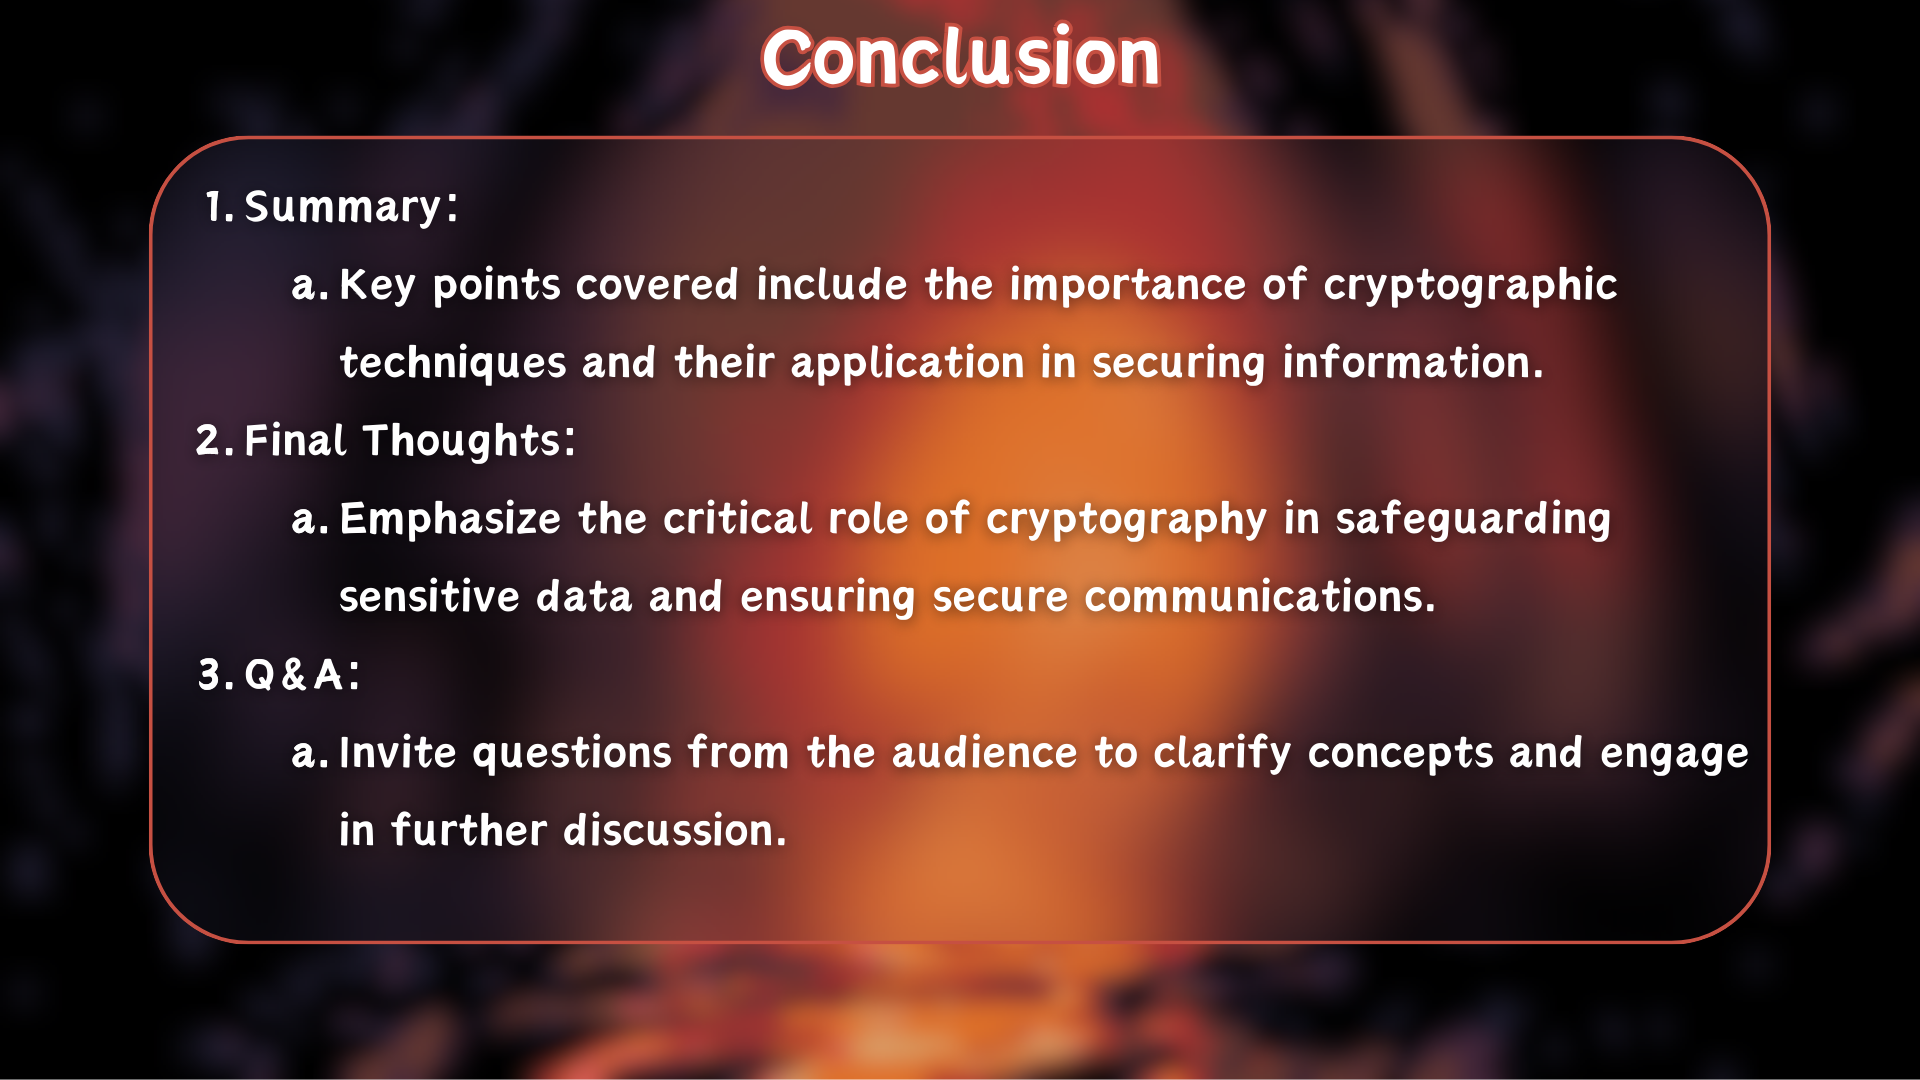 Conclusion
1. Summary:
a. Key points covered include the importance of cryptographic
techniques and their application in securing information.
2. Final Thoughts:
a. Emphasize the critical role of cryptography in safeguarding
sensitive data and ensuring secure communications.
3. Q&A:
a. Invite questions from the audience to clarify concepts and engage
in further discussion.